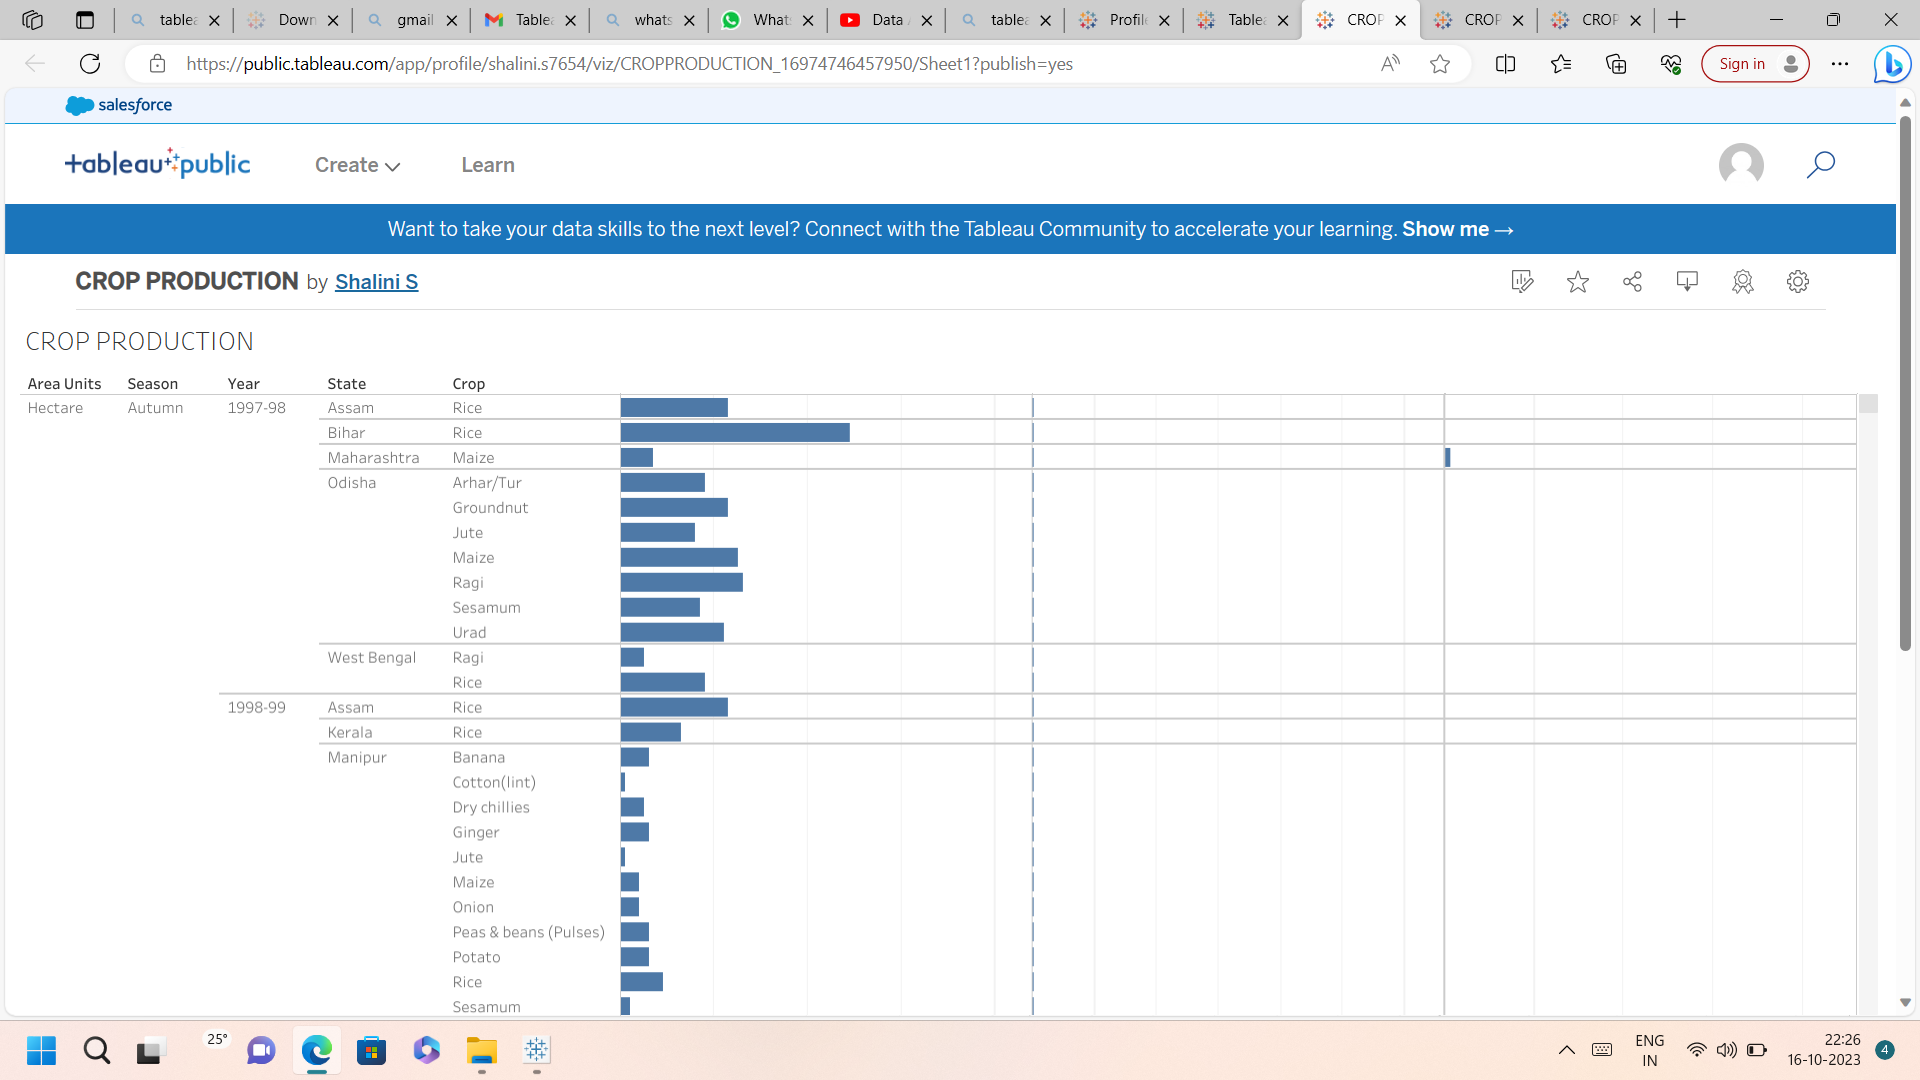 tablea
Down
gmail
Tablea
whats
What
Data
tablea
Profile
Table
CROP
CROP
CROP
https://public.tableau.com/app/profile/shalini.s7654/viz/CROPPRODUCTION_16974746457950/Sheet1?publish=yes
Sign in
salesforce
tableau public
Create Learn
Want to take your data skills to the next level? Connect with the Tableau Community to accelerate your learning. Show me →
CROP PRODUCTION by Shalini S
CROP PRODUCTION
Area Units Season Year State Crop
Hectare Autumn 1997-98 Assam Rice
Bihar Rice
Maharashtra Maize
Odisha Arhar/Tur
Groundnut
Jute
Maize
Ragi
Sesamum
Urad
West Bengal Ragi
Rice
1998-99 Assam Rice
Kerala Rice
Manipur Banana
Cotton(lint)
Dry chillies
Ginger
Jute
Maize
Onion
Peas & beans (Pulses)
Potato
Rice
Sesamum
25°
ENG
IN
22:26
16-10-2023
4